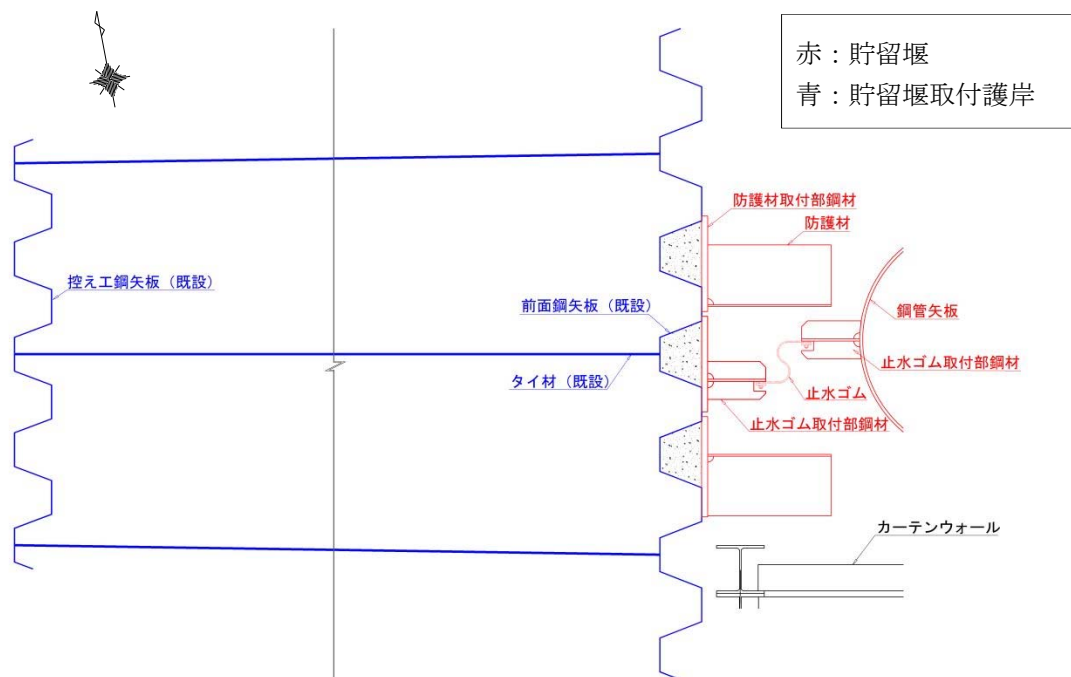 赤：貯留堰
青：貯留堰取付護岸
防護材取付部鋼材
防護材
控え工鋼矢板（既設）
前面鋼矢板（既設）
鋼管矢板
止水ゴム取付部鋼材
タイ材（既設）
止水ゴム
止水ゴム取付部鋼材
カーテンウォール